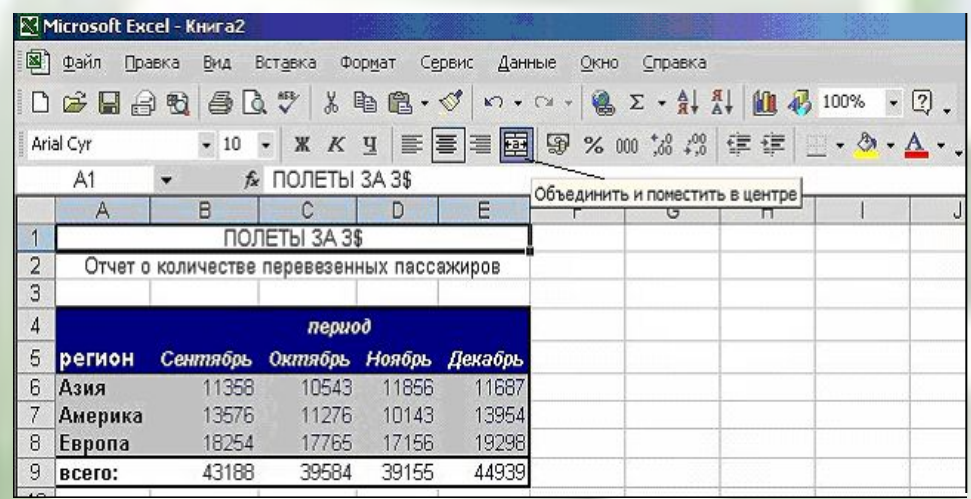 Microsoft Excel - Книга2
Файл Правка Вид Вставка Формат Сервис Данные Окно Справка
100%
Arial Cyr 10 Ж К Ч % 000
A1 fx ПОЛЕТЫ ЗА 3$
Объединить и поместить в центре
A B C D E F G H I J
1 ПОЛЕТЫ ЗА 3$
2 Отчет о количестве перевезенных пассажиров
3
4 период
5 регион Сентябрь Октябрь Ноябрь Декабрь
6 Азия 11358 10543 11856 11687
7 Америка 13576 11276 10143 13954
8 Европа 18254 17765 17156 19298
9 всего: 43188 39584 39155 44939